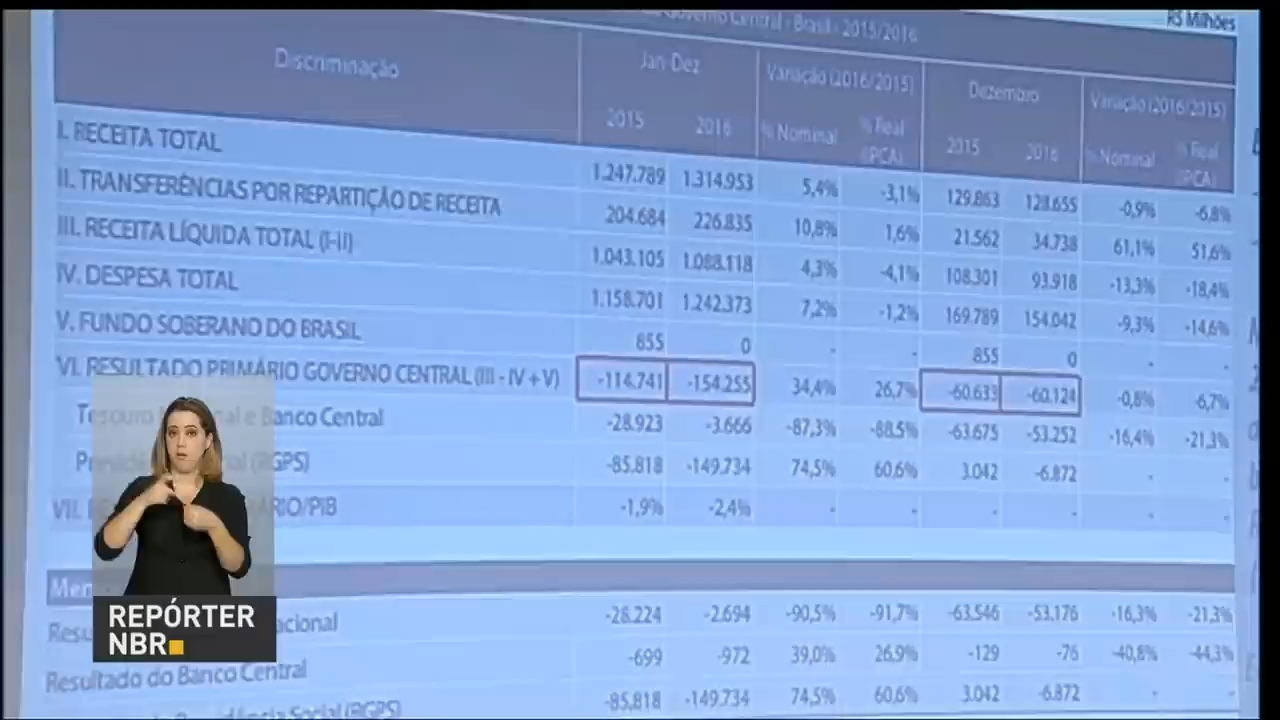 Governo Central - Brasil - 2015/2016
R$ Milhões
Discriminação Jan-Dez Variação (2016/2015) Dezembro Variação (2016/2015)
2015 2016 % Nominal % Real (IPCA) 2015 2016 % Nominal % Real (IPCA)
I. RECEITA TOTAL 1.247.789 1.314.953 5,4% -3,1% 129.863 128.655 -0,9% -6,8%
II. TRANSFERÊNCIAS POR REPARTIÇÃO DE RECEITA 204.684 226.835 10,8% 1,6% 21.562 34.738 61,1% 51,6%
III. RECEITA LÍQUIDA TOTAL (I-II) 1.043.105 1.088.118 4,3% -4,1% 108.301 93.918 -13,3% -18,4%
IV. DESPESA TOTAL 1.158.701 1.242.373 7,2% -1,2% 169.789 154.042 -9,3% -14,6%
V. FUNDO SOBERANO DO BRASIL 855 0 - - 855 0 - -
VI. RESULTADO PRIMÁRIO GOVERNO CENTRAL (III - IV + V) -114.741 -154.255 34,4% 26,7% -60.633 -60.124 -0,8% -6,7%
Tesouro e Banco Central -28.923 -3.666 -87,3% -88,5% -63.675 -53.252 -16,4% -21,3%
(RGPS) -85.818 -149.734 74,5% 60,6% 3.042 -6.872 - -
VII. /PIB -1,9% -2,4% - - - - - -
-28.224 -2.694 -90,5% -91,7% -63.546 -53.176 -16,3% -21,3%
Resultado do Banco Central -699 -972 39,0% 26,9% -129 -76 -40,8% -44,3%
Social (RGPS) -85.818 -149.734 74,5% 60,6% 3.042 -6.872 - -
REPÓRTER
NBR